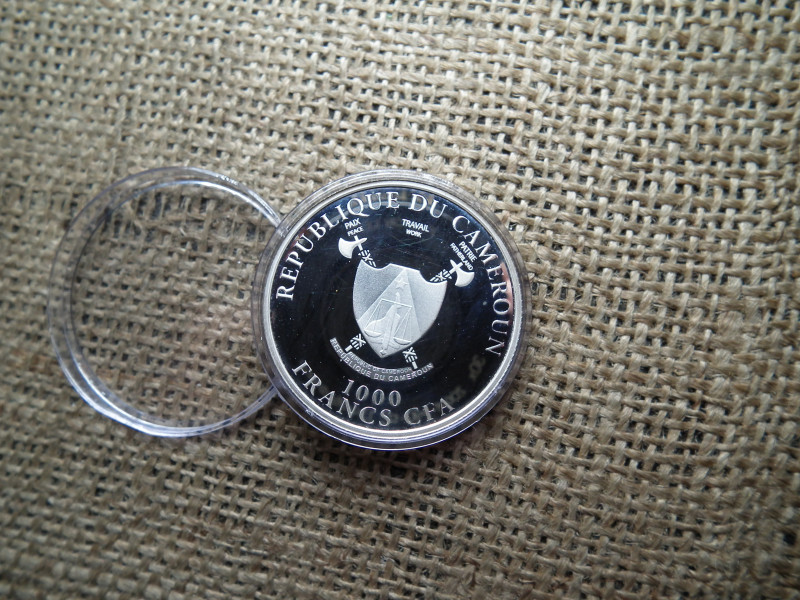 REPUBLIQUE DU CAMEROUN
PAIX
PEACE
TRAVAIL
WORK
PATRIE
FATHERLAND
REPUBLIC OF CAMEROON
REPUBLIQUE DU CAMEROUN
1000
FRANCS CFA